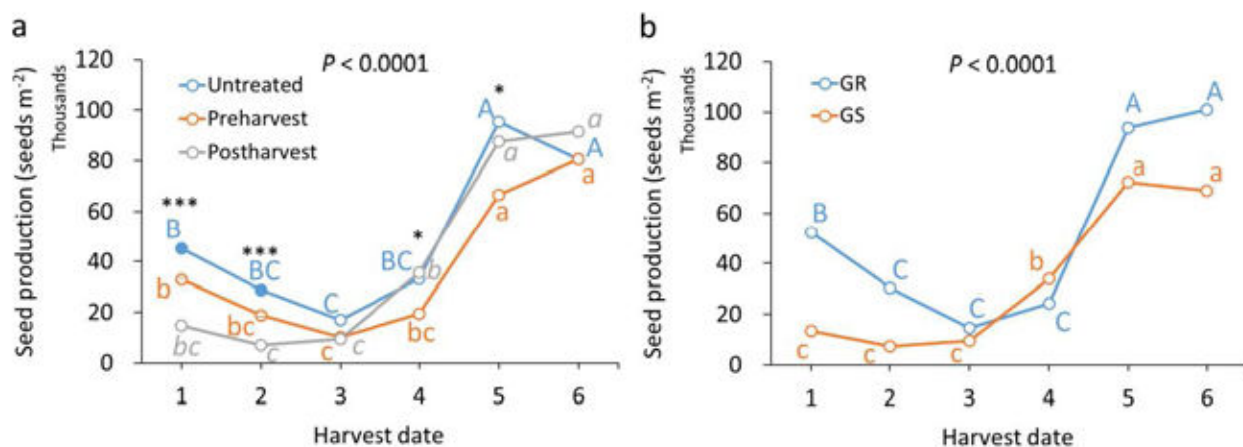 a
P < 0.0001
Untreated
Preharvest
Postharvest
Seed production (seeds m⁻²)
Thousands
120
100
80
60
40
20
0
***
B
***
BC
C
*
BC
*
A
A
b
bc
c
bc
a
a
bc
c
c
b
a
a
1 2 3 4 5 6
Harvest date
b
P < 0.0001
GR
GS
Seed production (seeds m⁻²)
Thousands
120
100
80
60
40
20
0
B
C
C
C
A
A
c
c
c
b
a
a
1 2 3 4 5 6
Harvest date